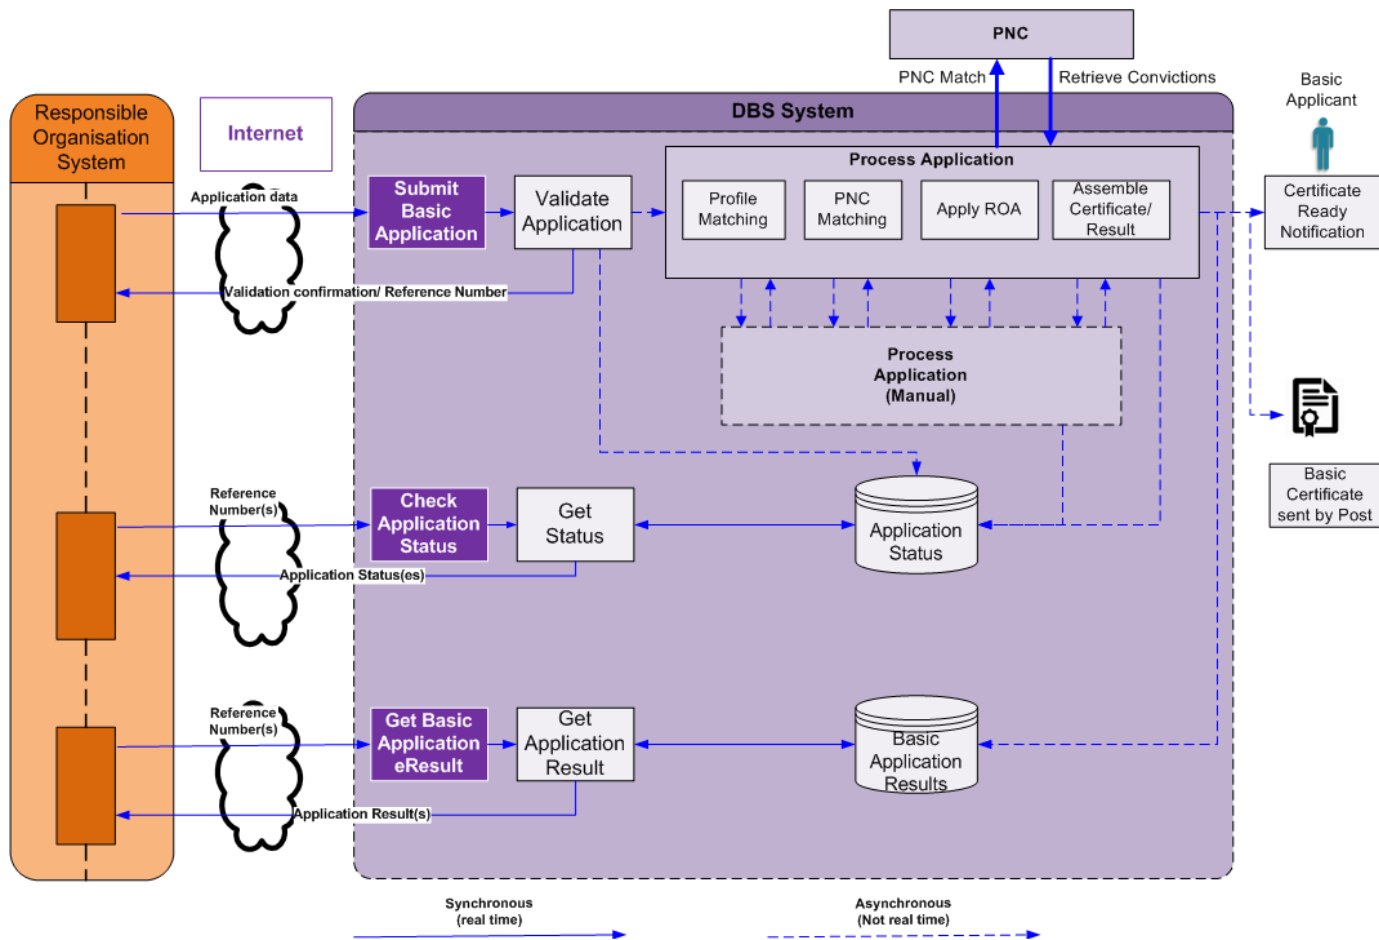 PNC
PNC Match
Retrieve Convictions
Basic
Applicant
Responsible
Organisation
System
Internet
DBS System
Process Application
Application data
Submit
Basic
Application
Validate
Application
Profile
Matching
PNC
Matching
Apply ROA
Assemble
Certificate/
Result
Certificate
Ready
Notification
Validation confirmation/ Reference Number
Process
Application
(Manual)
Reference
Number(s)
Check
Application
Status
Get
Status
Application
Status
Basic
Certificate
sent by Post
Application Status(es)
Reference
Number(s)
Get Basic
Application
eResult
Get
Application
Result
Basic
Application
Results
Application Result(s)
Synchronous
(real time)
Asynchronous
(Not real time)